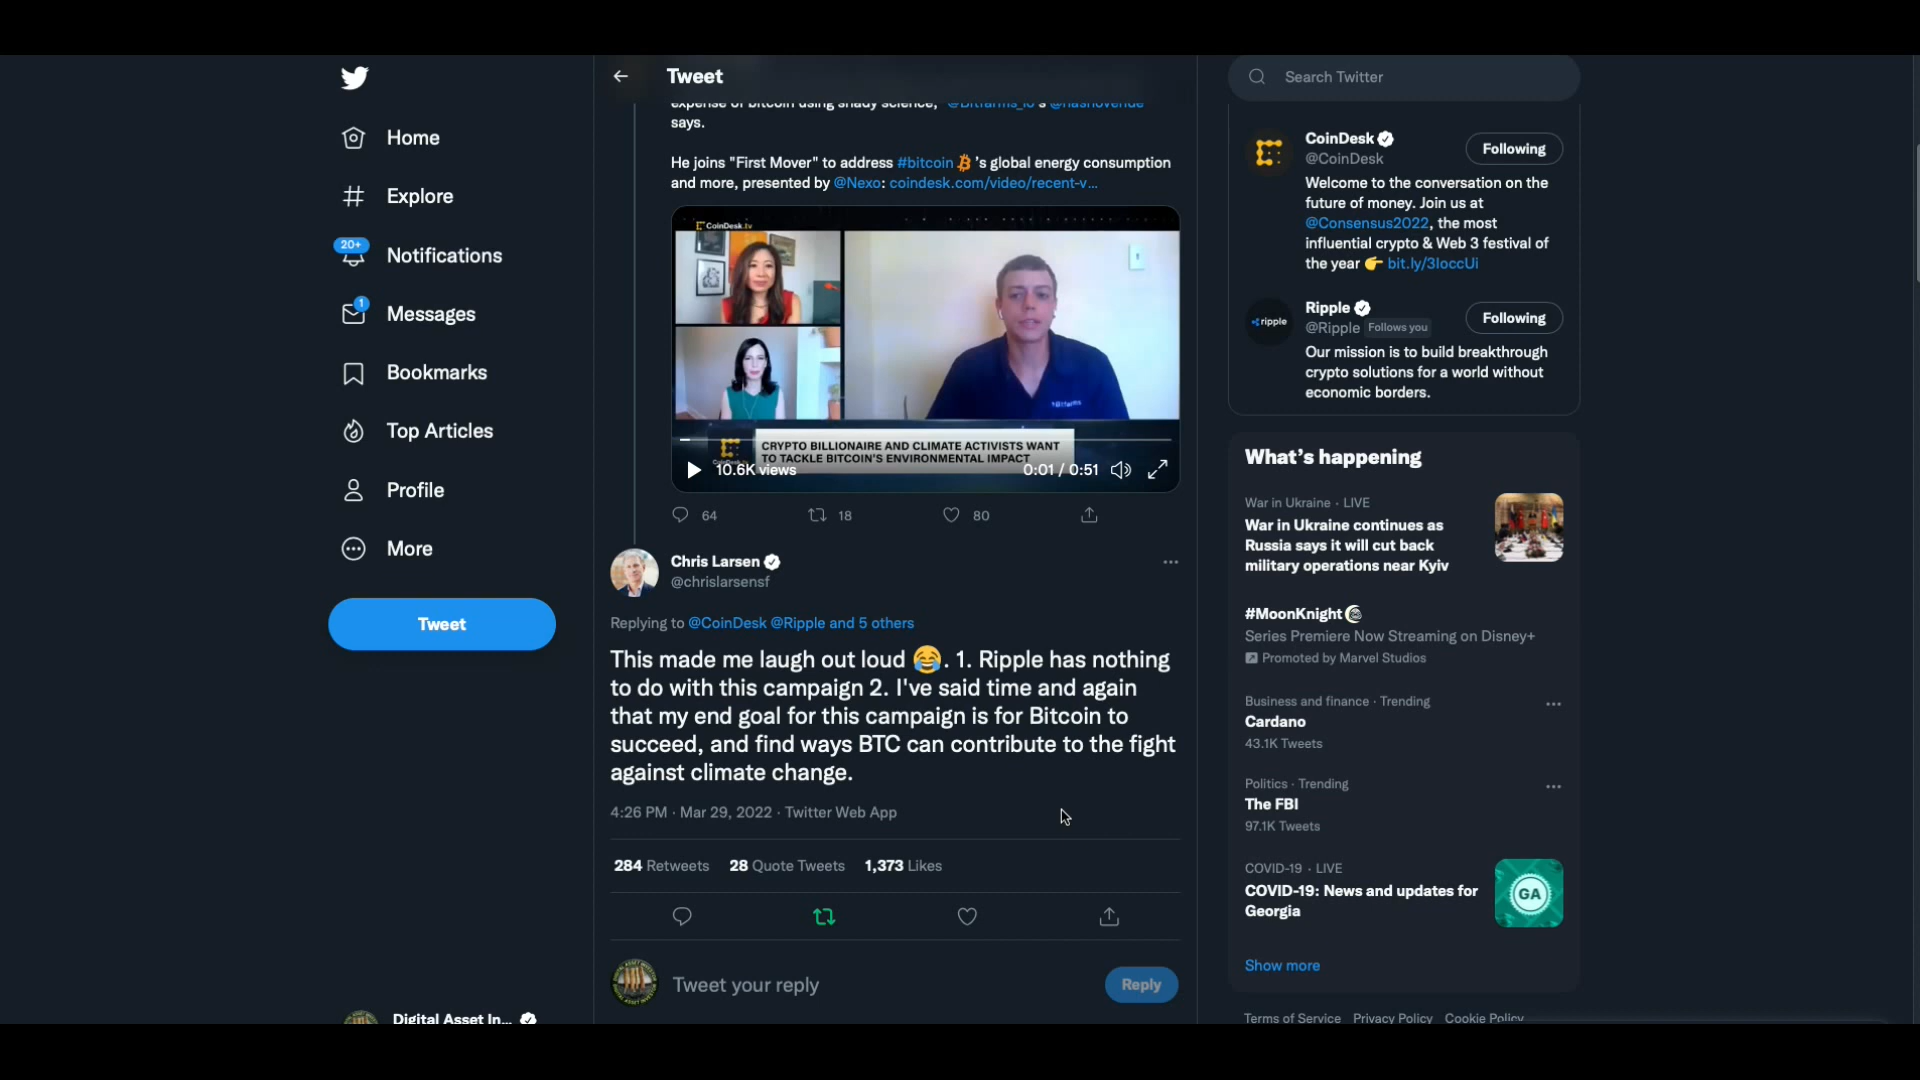 Home
Explore
20+
Notifications
1
Messages
Bookmarks
Top Articles
Profile
More
Tweet
Digital Asset In...
Tweet
expense of bitcoin using shady science,
says.
He joins "First Mover" to address #bitcoin 's global energy consumption
and more, presented by @Nexo: coindesk.com/video/recent-v...
CoinDesk.tv
Bitfarms
CRYPTO BILLIONAIRE AND CLIMATE ACTIVISTS WANT
TO TACKLE BITCOIN'S ENVIRONMENTAL IMPACT
10.6K views
0:01 / 0:51
64
18
80
Chris Larsen
@chrislarsensf
Replying to @CoinDesk @Ripple and 5 others
This made me laugh out loud 😂. 1. Ripple has nothing
to do with this campaign 2. I've said time and again
that my end goal for this campaign is for Bitcoin to
succeed, and find ways BTC can contribute to the fight
against climate change.
4:26 PM · Mar 29, 2022 · Twitter Web App
284 Retweets 28 Quote Tweets 1,373 Likes
Tweet your reply
Reply
Search Twitter
CoinDesk
@CoinDesk
Following
Welcome to the conversation on the
future of money. Join us at
@Consensus2022, the most
influential crypto & Web 3 festival of
the year 👉 bit.ly/3IoccUi
ripple
Ripple
@Ripple Follows you
Following
Our mission is to build breakthrough
crypto solutions for a world without
economic borders.
What's happening
War in Ukraine · LIVE
War in Ukraine continues as
Russia says it will cut back
military operations near Kyiv
#MoonKnight
Series Premiere Now Streaming on Disney+
Promoted by Marvel Studios
Business and finance · Trending
Cardano
43.1K Tweets
Politics · Trending
The FBI
97.1K Tweets
COVID-19 · LIVE
COVID-19: News and updates for
Georgia
GA
Show more
Terms of Service Privacy Policy Cookie Policy